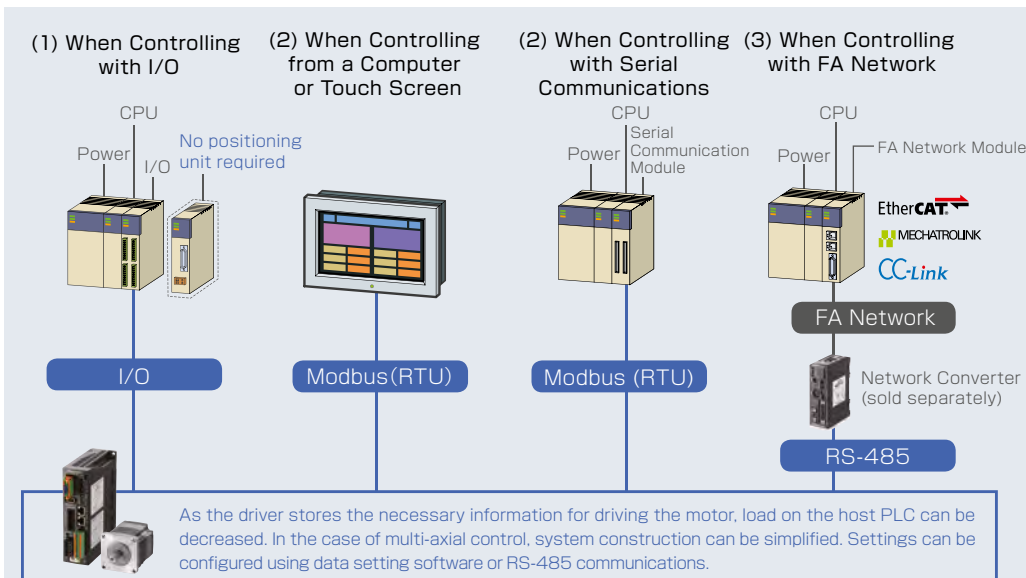 (1) When Controlling
with I/O
CPU
Power
I/O
No positioning
unit required
I/O
(2) When Controlling
from a Computer
or Touch Screen
Modbus(RTU)
(2) When Controlling
with Serial
Communications
CPU
Power
Serial
Communication
Module
Modbus (RTU)
(3) When Controlling
with FA Network
CPU
Power
FA Network Module
EtherCAT.
MECHATROLINK
CC-Link
FA Network
Network Converter
(sold separately)
RS-485
As the driver stores the necessary information for driving the motor, load on the host PLC can be
decreased. In the case of multi-axial control, system construction can be simplified. Settings can be
configured using data setting software or RS-485 communications.